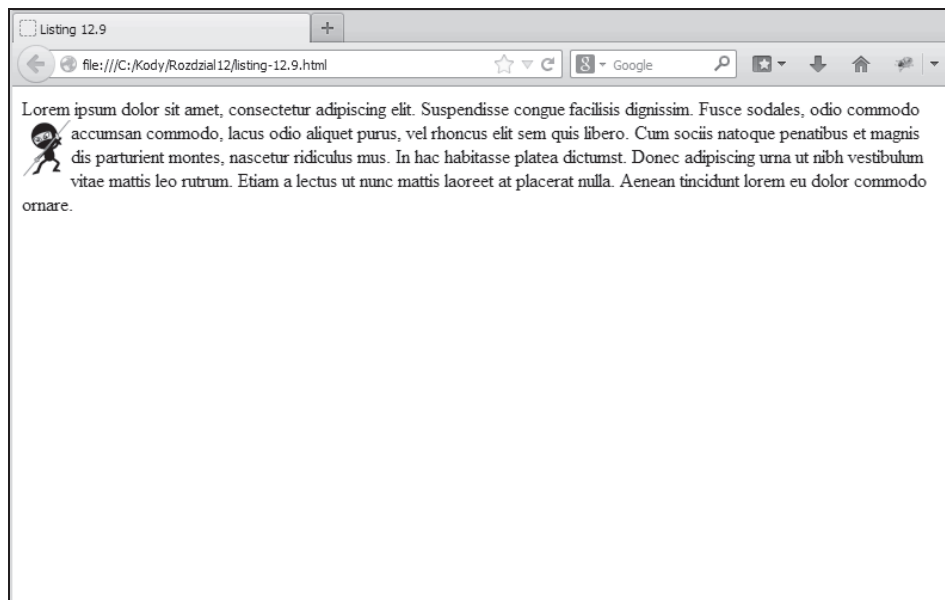 Listing 12.9
file:///C:/Kody/Rozdzial12/listing-12.9.html
8 Google
Lorem ipsum dolor sit amet, consectetur adipiscing elit. Suspendisse congue facilisis dignissim. Fusce sodales, odio commodo
accumsan commodo, lacus odio aliquet purus, vel rhoncus elit sem quis libero. Cum sociis natoque penatibus et magnis
dis parturient montes, nascetur ridiculus mus. In hac habitasse platea dictumst. Donec adipiscing urna ut nibh vestibulum
vitae mattis leo rutrum. Etiam a lectus ut nunc mattis laoreet at placerat nulla. Aenean tincidunt lorem eu dolor commodo
ornare.